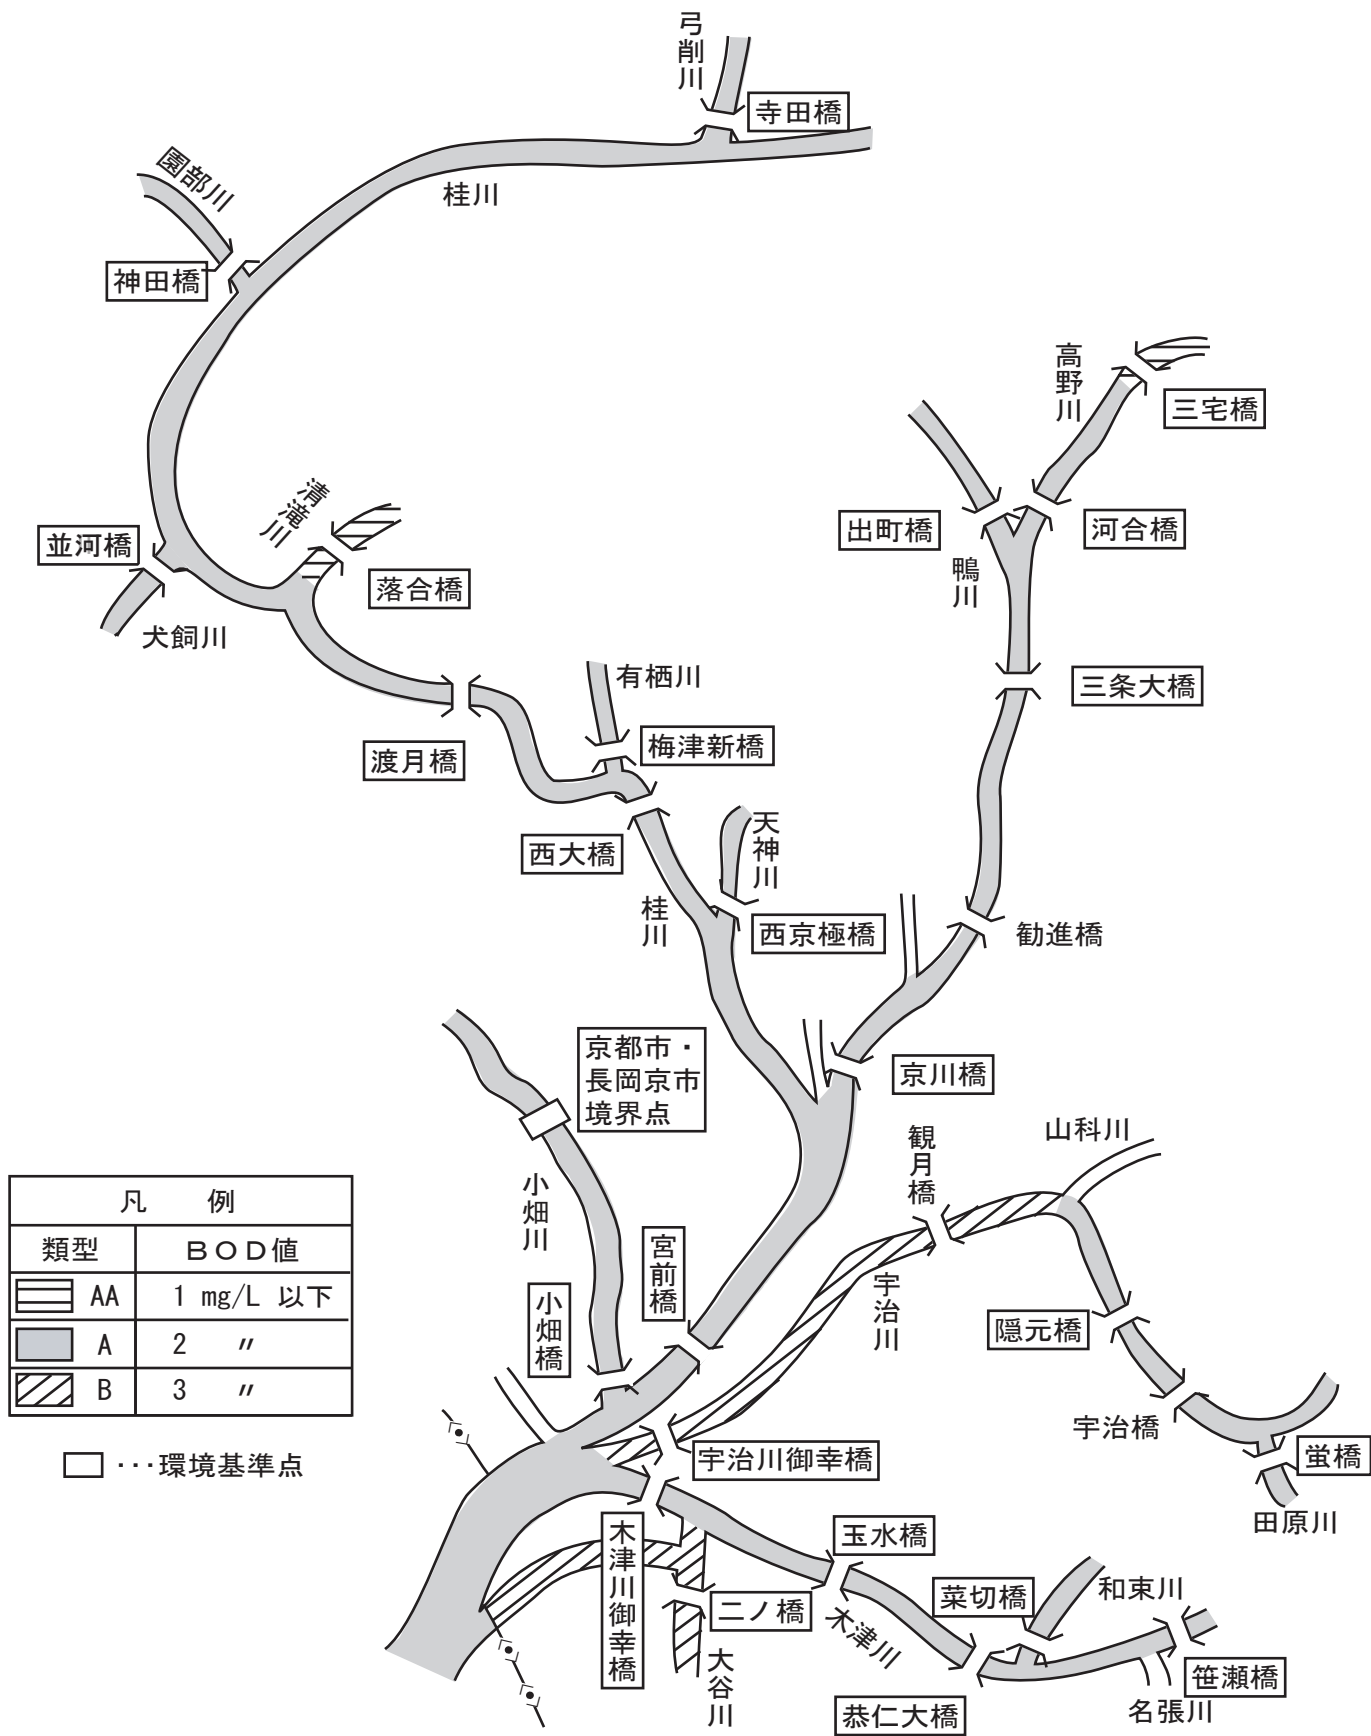 弓削川
寺田橋
園部川
桂川
神田橋
高野川
三宅橋
清滝川
並河橋
落合橋
犬飼川
出町橋
河合橋
鴨川
有栖川
三条大橋
梅津新橋
渡月橋
西大橋
天神川
桂川
西京極橋
勧進橋
京都市・
長岡京市
境界点
京川橋
観月橋
山科川
小畑川
宮前橋
宇治川
小畑橋
隠元橋
宇治橋
蛍橋
田原川
凡 例
類型 BOD値
AA 1 mg/L 以下
A 2 〃
B 3 〃
…環境基準点
宇治川御幸橋
木津川御幸橋
玉水橋
二ノ橋
菜切橋
和束川
木津川
大谷川
恭仁大橋
名張川
笹瀬橋